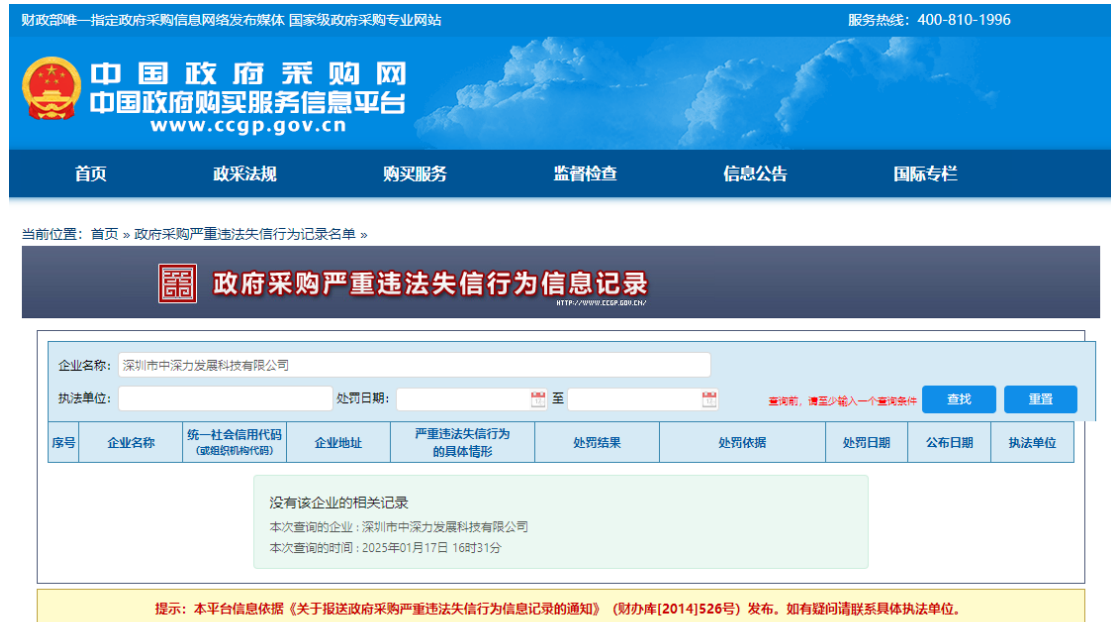 财政部唯一指定政府采购信息网络发布媒体 国家级政府采购专业网站
服务热线：400-810-1996
中国政府采购网
中国政府购买服务信息平台
www.ccgp.gov.cn
首页 政采法规 购买服务 监督检查 信息公告 国际专栏
当前位置：首页 » 政府采购严重违法失信行为记录名单 »
政府采购严重违法失信行为信息记录
HTTP://WWW.CCGP.GOV.CN/
企业名称：深圳市中深力发展科技有限公司
执法单位： 处罚日期： 至 查询前，请至少输入一个查询条件 查找 重置
序号 企业名称 统一社会信用代码 企业地址 严重违法失信行为 处罚结果 处罚依据 处罚日期 公布日期 执法单位
(或组织机构代码) 的具体情形
没有该企业的相关记录
本次查询的企业 : 深圳市中深力发展科技有限公司
本次查询的时间 : 2025年01月17日 16时31分
提示：本平台信息依据《关于报送政府采购严重违法失信行为信息记录的通知》（财办库[2014]526号）发布。如有疑问请联系具体执法单位。